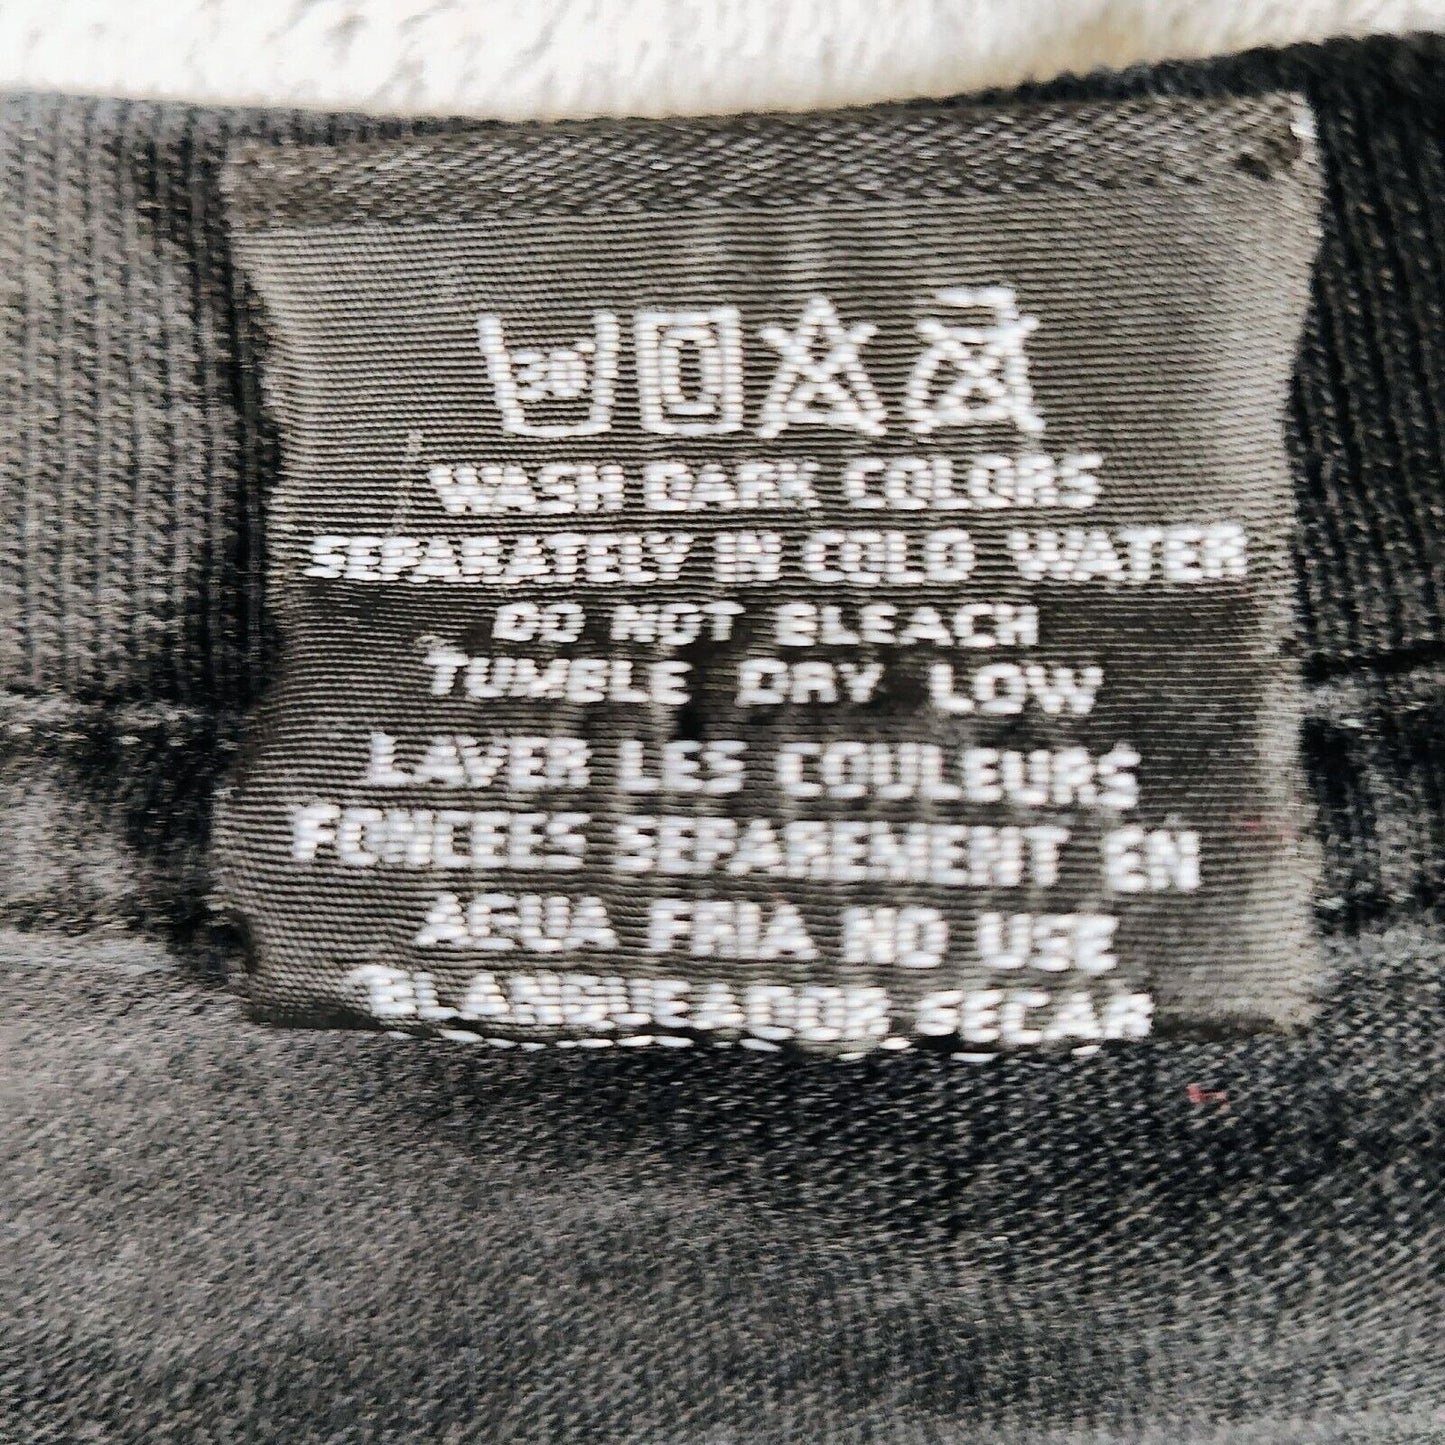 30°
WASH DARK COLORS
SEPARATELY IN COLD WATER
DO NOT BLEACH
TUMBLE DRY LOW
LAVER LES COULEURS
FONCEES SEPAREMENT EN
AGUA FRIA NO USE
BLANQUEADOR SECAR